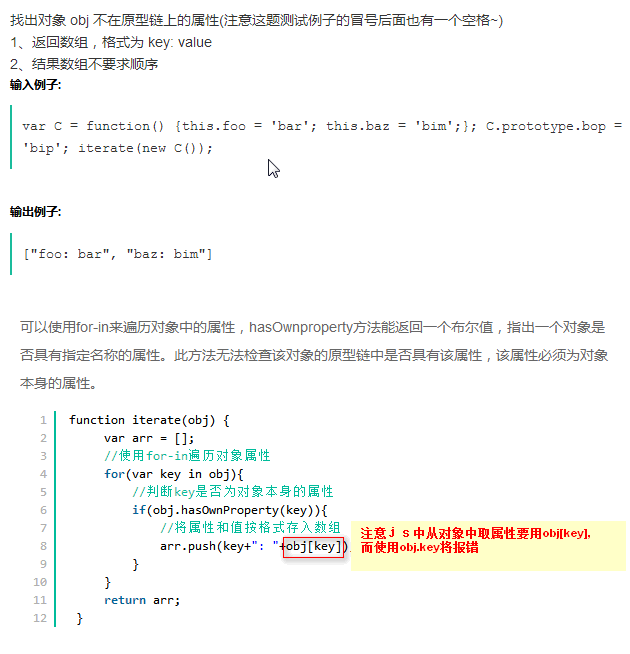 找出对象 obj 不在原型链上的属性(注意这题测试例子的冒号后面也有一个空格~)
1、返回数组，格式为 key: value
2、结果数组不要求顺序
输入例子:
var C = function() {this.foo = 'bar'; this.baz = 'bim';}; C.prototype.bop =
'bip'; iterate(new C());
输出例子:
["foo: bar", "baz: bim"]
可以使用for-in来遍历对象中的属性，hasOwnproperty方法能返回一个布尔值，指出一个对象是
否具有指定名称的属性。此方法无法检查该对象的原型链中是否具有该属性，该属性必须为对象
本身的属性。
1 function iterate(obj) {
2 var arr = [];
3 //使用for-in遍历对象属性
4 for(var key in obj){
5 //判断key是否为对象本身的属性
6 if(obj.hasOwnProperty(key)){
7 //将属性和值按格式存入数组
8 arr.push(key+": "+obj[key])
9 }
10 }
11 return arr;
12 }
注意ｊｓ中从对象中取属性要用obj[key],
而使用obj.key将报错